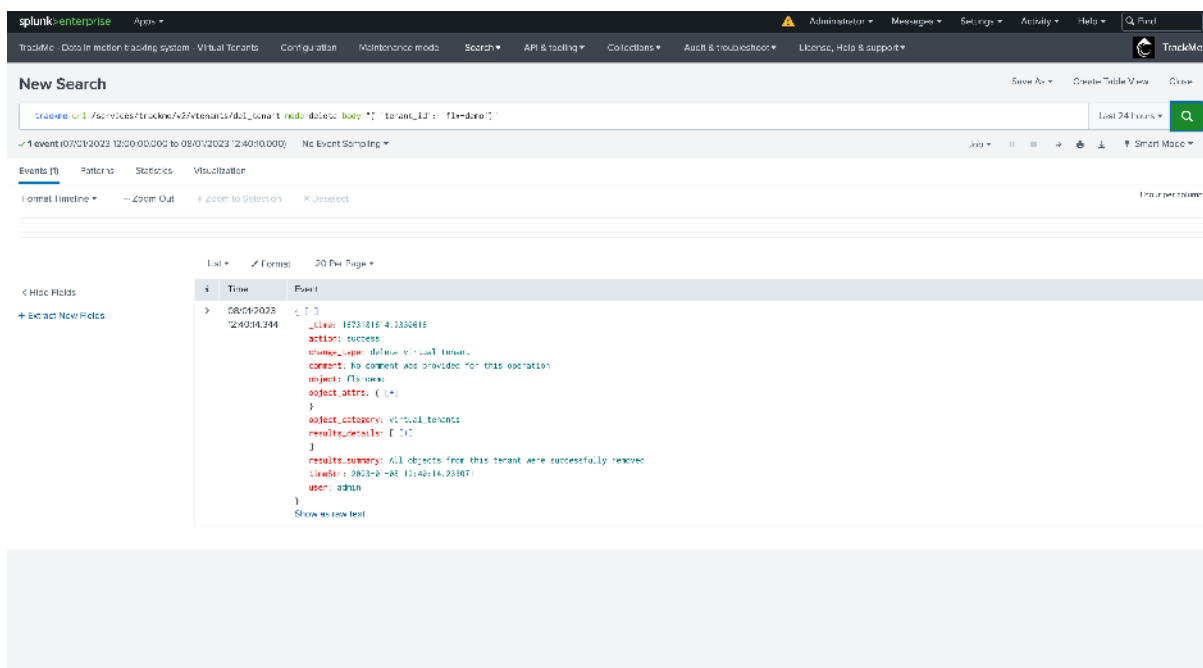 splunk>enterprise Apps Administrator Messages Settings Activity Help Find
TrackMe - Data in motion tracking system - Virtual Tenants Configuration Maintenance mode Search API & tooling Collections Audit & troubleshoot License, Help & support TrackMe
New Search
Save As Create Table View Close
trackme url=/services/trackme/v2/vtenants/del_tenant mode=delete body="{ 'tenant_id': 'flx-demo'}"
Last 24 hours
1 event (07/01/2023 12:00:00.000 to 08/01/2023 12:40:10.000) No Event Sampling
Job Smart Mode
Events (1) Patterns Statistics Visualization
Format Timeline — Zoom Out + Zoom to Selection × Deselect
1 hour per column
List Format 20 Per Page
< Hide Fields
+ Extract New Fields
i Time Event
> 08/01/2023 { [-]
12:40:14.344
action: success
change_type: delete virtual tenant
comment: No comment was provided for this operation
object: flx-demo
object_attrs: { [+]
}
object_category: virtual_tenants
results_details: [ [+]
]
results_summary: All objects from this tenant were successfully removed
user: admin
}
Show as raw text